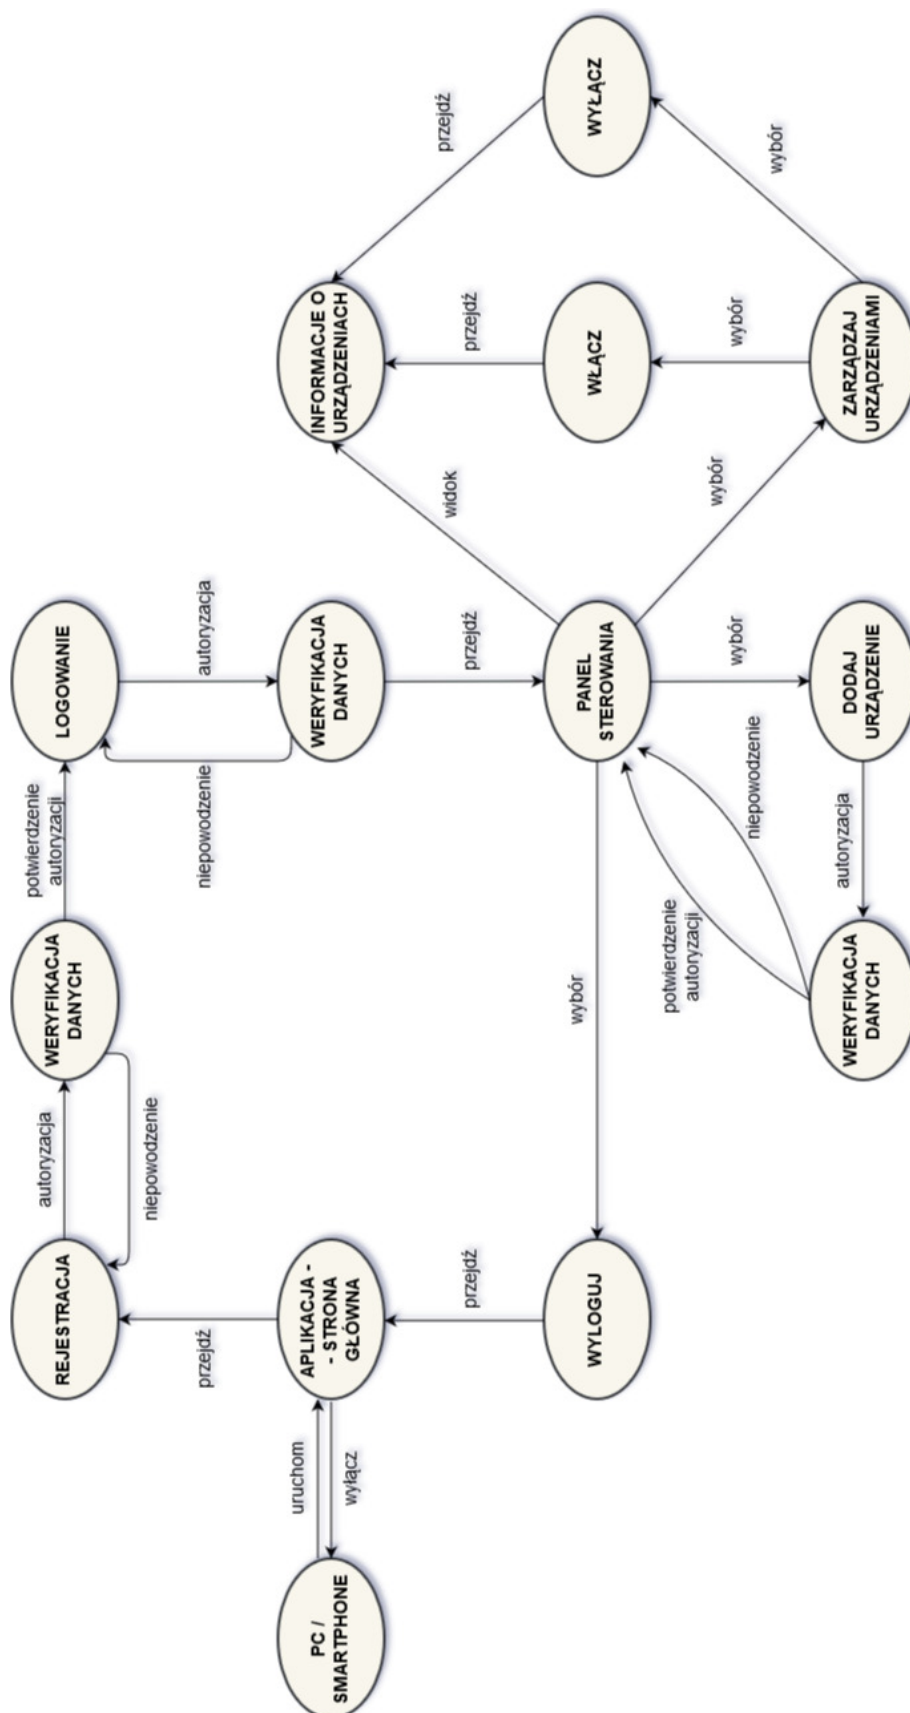 REJESTRACJA
autoryzacja
niepowodzenie
WERYFIKACJA
DANYCH
potwierdzenie
autoryzacji
LOGOWANIE
przejdź
autoryzacja
niepowodzenie
PC /
SMARTPHONE
uruchom
wyłącz
APLIKACJA -
- STRONA
GŁÓWNA
WERYFIKACJA
DANYCH
INFORMACJE O
URZĄDZENIACH
przejdź
przejdź
widok
przejdź
przejdź
WYLOGUJ
wybór
PANEL
STEROWANIA
WŁĄCZ
WYŁĄCZ
potwierdzenie
autoryzacji
niepowodzenie
wybór
wybór
wybór
wybór
WERYFIKACJA
DANYCH
autoryzacja
DODAJ
URZĄDZENIE
ZARZĄDZAJ
URZĄDZENIAMI